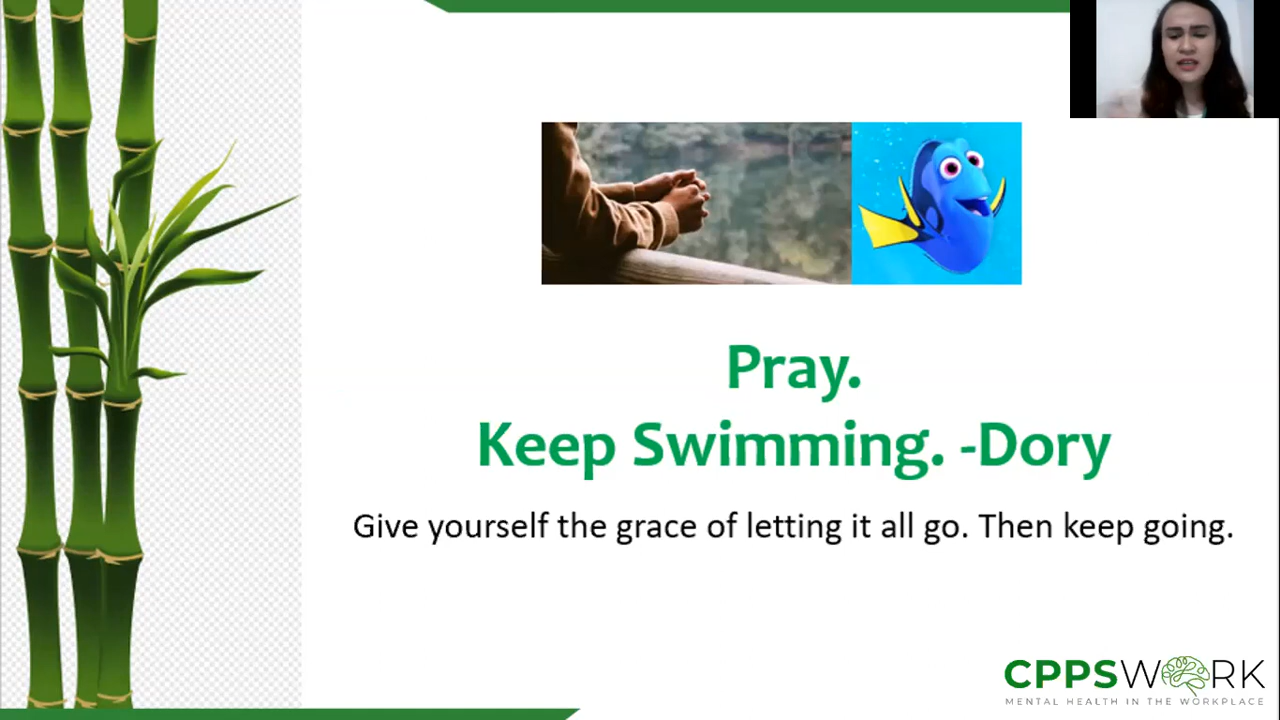 Pray.
Keep Swimming. -Dory
Give yourself the grace of letting it all go. Then keep going.
CPPSWORK
MENTAL HEALTH IN THE WORKPLACE